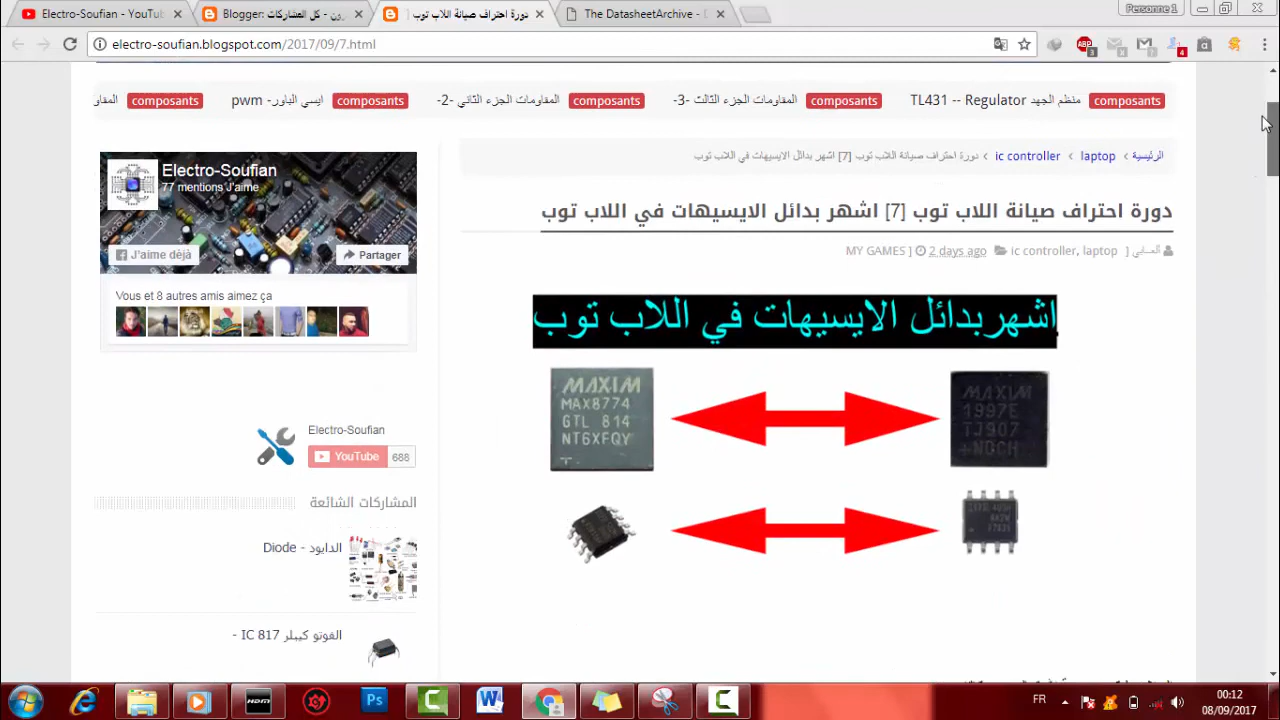 Electro-Soufian - YouTu
Blogger: كل المشاركات - رون
دورة احتراف صيانة اللاب توب ]
The DatasheetArchive - D
Personne 1
electro-soufian.blogspot.com/2017/09/7.html
composants منظم الجهد TL431 -- Regulator composants المقاومات الجزء الثالث -3- composants المقاومات الجزء الثاني -2- composants ايسي الباور- pwm composants المقاو
الرئيسية › laptop › ic controller › دورة احتراف صيانة اللاب توب [7] اشهر بدائل الايسيهات في اللاب توب
دورة احتراف صيانة اللاب توب [7] اشهر بدائل الايسيهات في اللاب توب
MY GAMES ] 2 days ago ic controller, laptop
اشهربدائل الايسيهات في اللاب توب
MAXIM
MAX8774
GTL 814
NT6XFQY
MAXIM
1997E
TJ907
+NDCH
Electro-Soufian
77 mentions J'aime
J'aime déjà
Partager
Vous et 8 autres amis aimez ça
Electro-Soufian
YouTube 688
المشاركات الشائعة
الدايود - Diode
الفوتو كيبلر IC 817 -
FR
00:12
08/09/2017